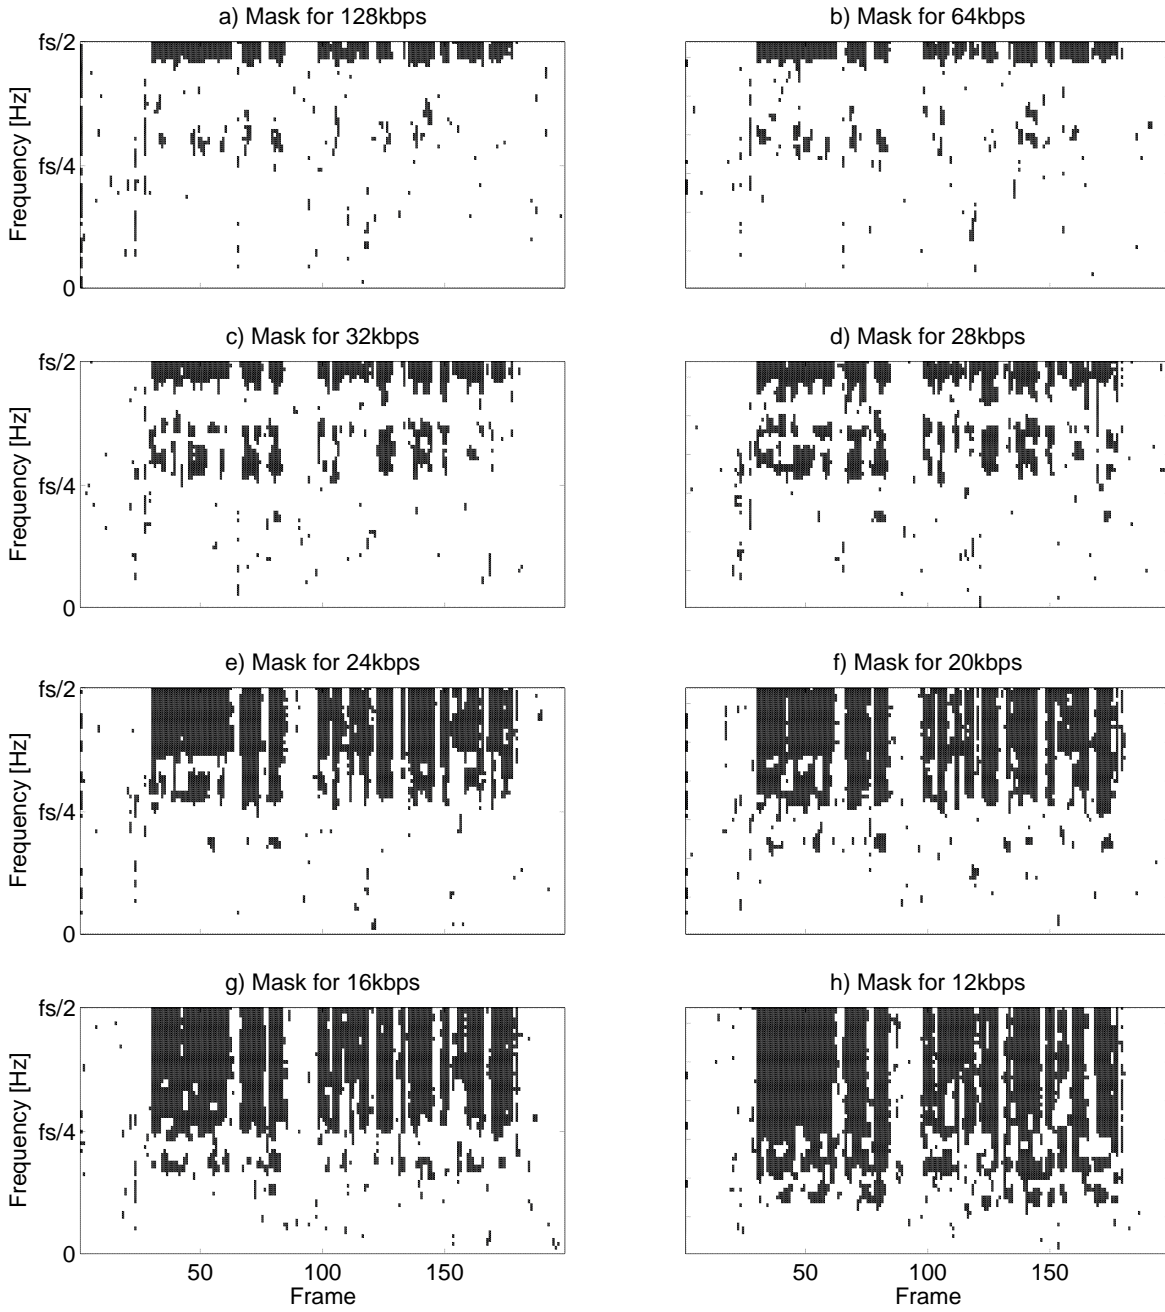 a) Mask for 128kbps
b) Mask for 64kbps
fs/2
fs/4
0
Frequency [Hz]
c) Mask for 32kbps
d) Mask for 28kbps
fs/2
fs/4
0
Frequency [Hz]
e) Mask for 24kbps
f) Mask for 20kbps
fs/2
fs/4
0
Frequency [Hz]
g) Mask for 16kbps
h) Mask for 12kbps
fs/2
fs/4
0
Frequency [Hz]
50 100 150
50 100 150
Frame
Frame